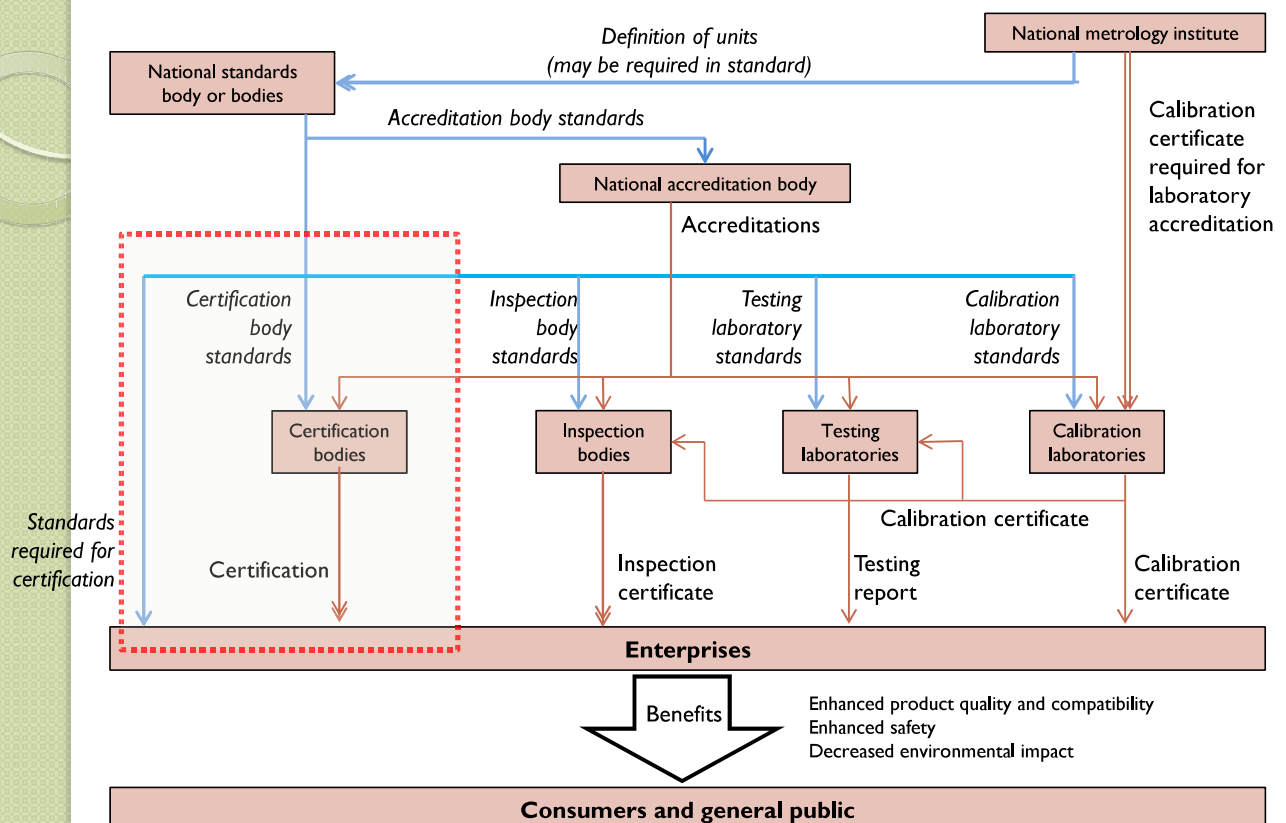 Definition of units
(may be required in standard)
National metrology institute
National standards
body or bodies
Accreditation body standards
Calibration
certificate
required for
laboratory
accreditation
National accreditation body
Accreditations
Certification
body
standards
Inspection
body
standards
Testing
laboratory
standards
Calibration
laboratory
standards
Certification
bodies
Inspection
bodies
Testing
laboratories
Calibration
laboratories
Calibration certificate
Standards
required for
certification
Certification
Inspection
certificate
Testing
report
Calibration
certificate
Enterprises
Benefits
Enhanced product quality and compatibility
Enhanced safety
Decreased environmental impact
Consumers and general public